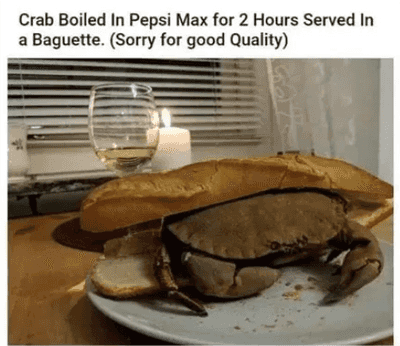 Crab Boiled In Pepsi Max for 2 Hours Served In
a Baguette. (Sorry for good Quality)